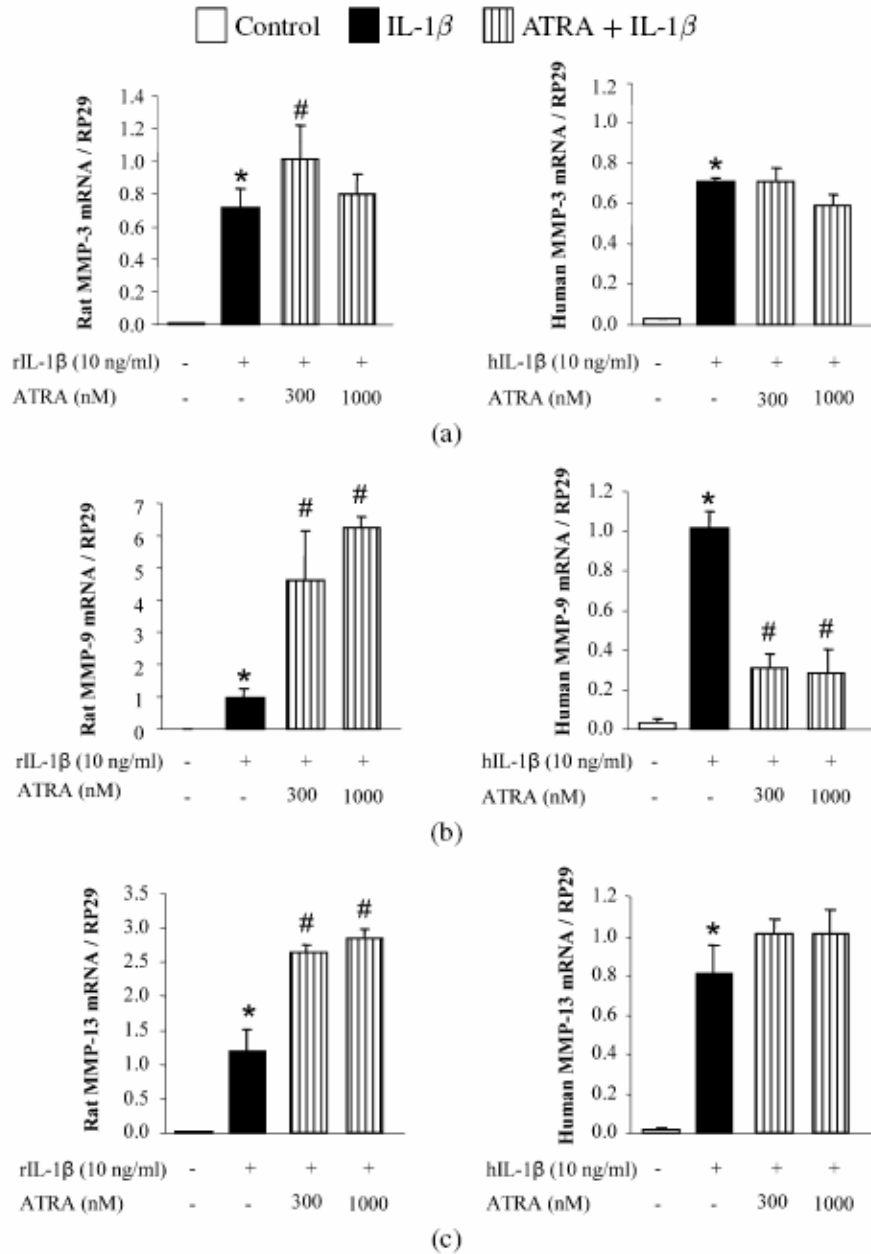 Control IL-1β ATRA + IL-1β
Rat MMP-3 mRNA / RP29
1.4
1.2
1.0
0.8
0.6
0.4
0.2
0.0
* #
rIL-1β (10 ng/ml) - + + +
ATRA (nM) - - 300 1000
Human MMP-3 mRNA / RP29
1.0
0.8
0.6
0.4
0.2
0.0
*
hIL-1β (10 ng/ml) - + + +
ATRA (nM) - - 300 1000
(a)
Rat MMP-9 mRNA / RP29
7
6
5
4
3
2
1
0
* # #
rIL-1β (10 ng/ml) - + + +
ATRA (nM) - - 300 1000
Human MMP-9 mRNA / RP29
1.2
1.0
0.8
0.6
0.4
0.2
0.0
* # #
hIL-1β (10 ng/ml) - + + +
ATRA (nM) - - 300 1000
(b)
Rat MMP-13 mRNA / RP29
3.5
3.0
2.5
2.0
1.5
1.0
0.5
0.0
* # #
rIL-1β (10 ng/ml) - + + +
ATRA (nM) - - 300 1000
Human MMP-13 mRNA / RP29
1.2
1.0
0.8
0.6
0.4
0.2
0.0
*
hIL-1β (10 ng/ml) - + + +
ATRA (nM) - - 300 1000
(c)